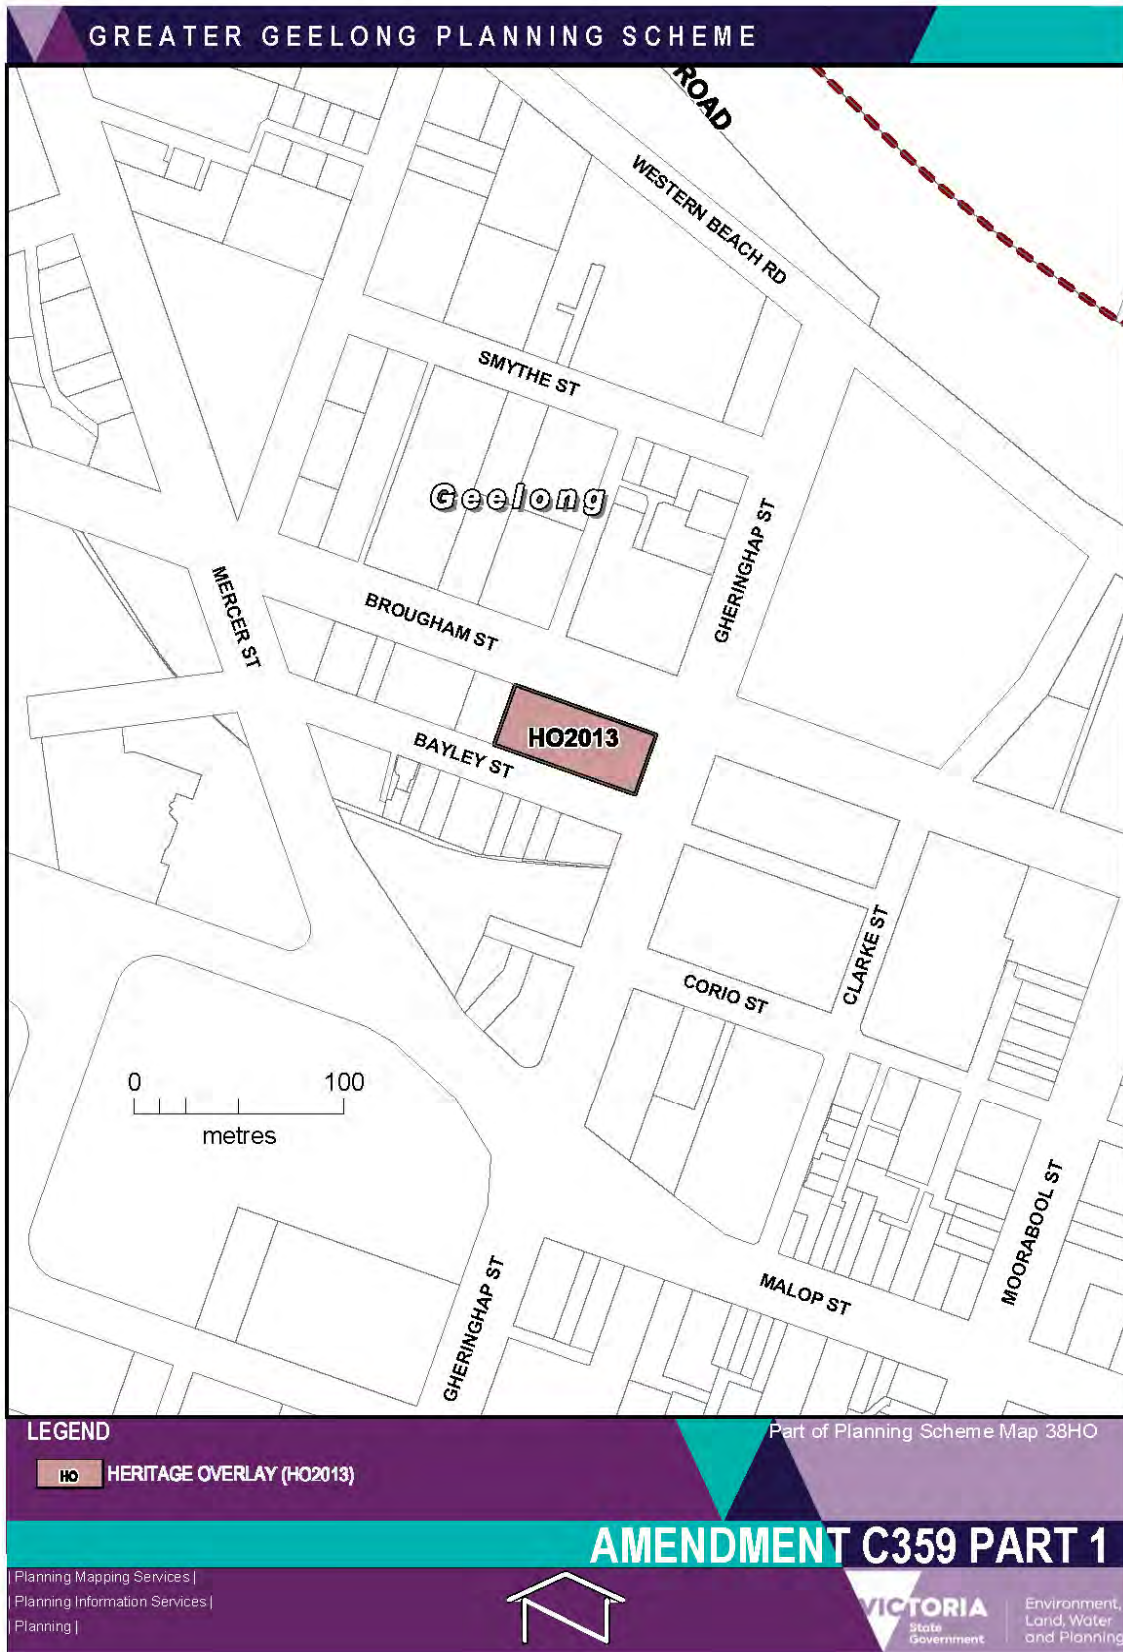 GREATER GEELONG PLANNING SCHEME
ROAD
WESTERN BEACH RD
SMYTHE ST
Geelong
GHERINGHAP ST
MERCER ST
BROUGHAM ST
HO2013
BAYLEY ST
CLARKE ST
CORIO ST
0 100
metres
MOORABOOL ST
GHERINGHAP ST
MALOP ST
LEGEND
Part of Planning Scheme Map 38HO
HO HERITAGE OVERLAY (HO2013)
AMENDMENT C359 PART 1
| Planning Mapping Services |
| Planning Information Services |
| Planning |
VICTORIA
State
Government
Environment,
Land, Water
and Planning